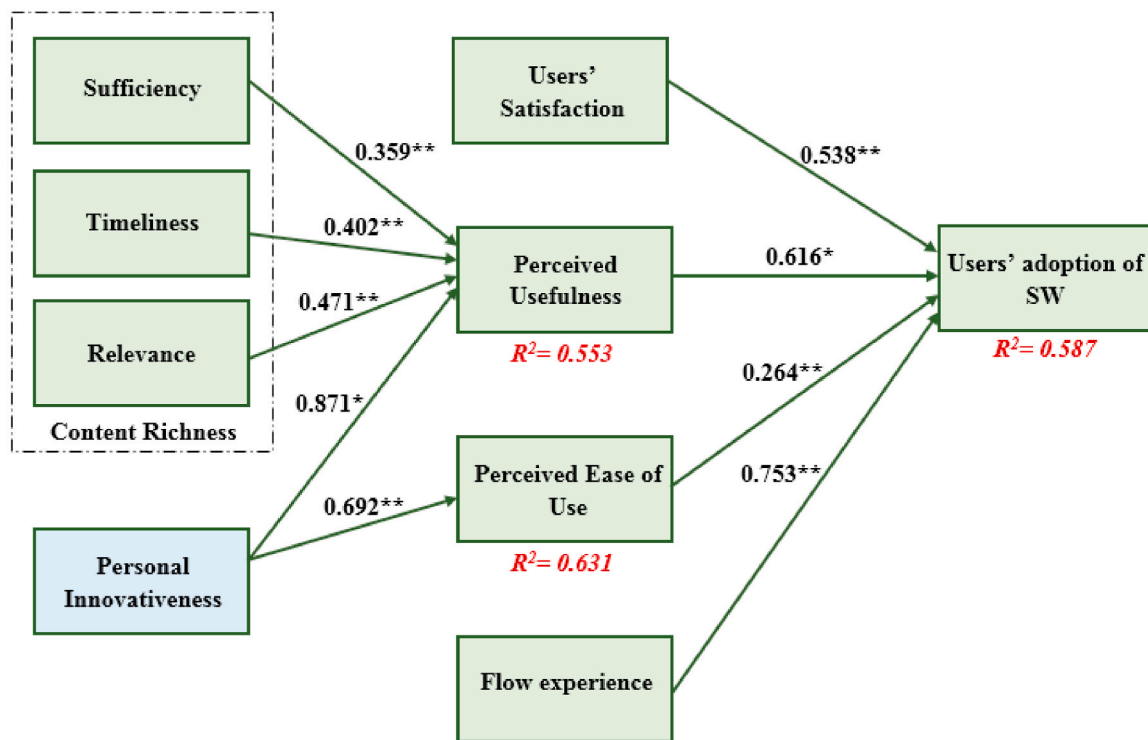 Sufficiency
Timeliness
Relevance
Content Richness
Personal
Innovativeness
0.359**
0.402**
0.471**
0.871*
0.692**
Users’
Satisfaction
Perceived
Usefulness
R²= 0.553
Perceived Ease of
Use
R²= 0.631
Flow experience
0.538**
0.616*
0.264**
0.753**
Users’ adoption of
SW
R²= 0.587